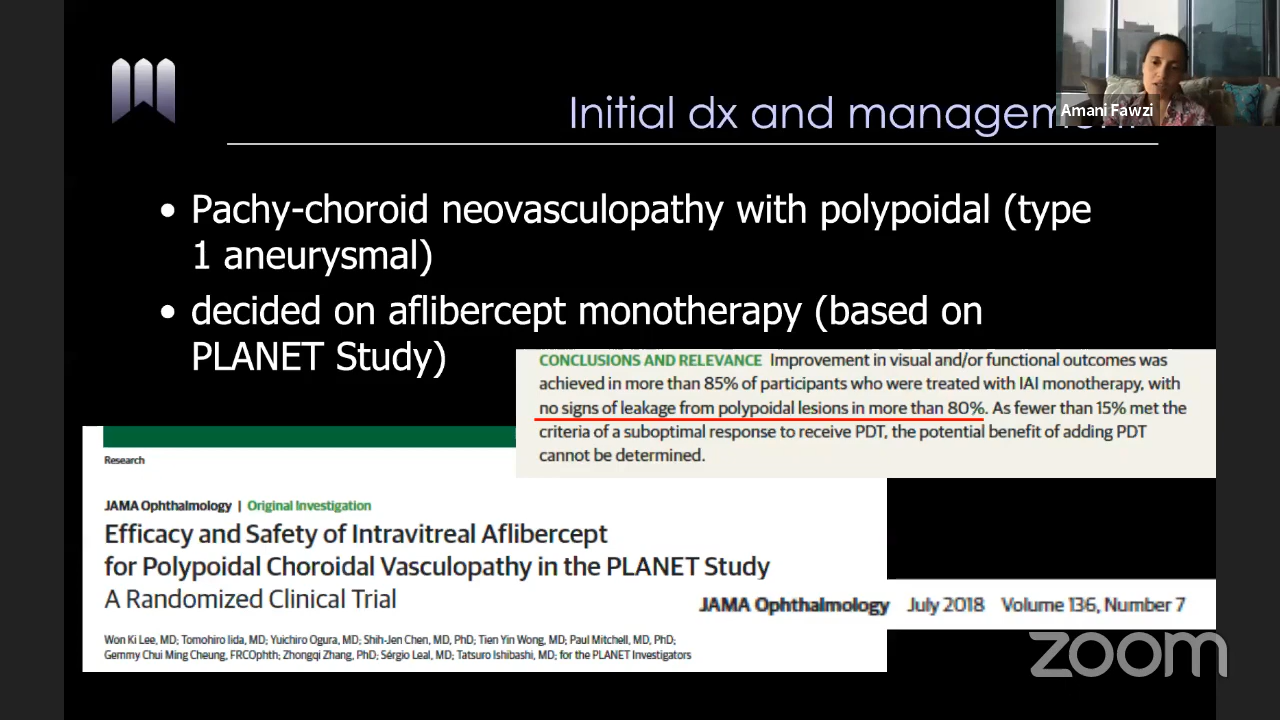 Amani Fawzi
Initial dx and management
• Pachy-choroid neovasculopathy with polypoidal (type
1 aneurysmal)
• decided on aflibercept monotherapy (based on
PLANET Study)
CONCLUSIONS AND RELEVANCE Improvement in visual and/or functional outcomes was
achieved in more than 85% of participants who were treated with IAI monotherapy, with
no signs of leakage from polypoidal lesions in more than 80%. As fewer than 15% met the
criteria of a suboptimal response to receive PDT, the potential benefit of adding PDT
cannot be determined.
Research
JAMA Ophthalmology | Original Investigation
Efficacy and Safety of Intravitreal Aflibercept
for Polypoidal Choroidal Vasculopathy in the PLANET Study
A Randomized Clinical Trial
JAMA Ophthalmology July 2018 Volume 136, Number 7
Won Ki Lee, MD; Tomohiro Iida, MD; Yuichiro Ogura, MD; Shih-Jen Chen, MD, PhD; Tien Yin Wong, MD; Paul Mitchell, MD, PhD;
Gemmy Chui Ming Cheung, FRCOphth; Zhongqi Zhang, PhD; Sérgio Leal, MD; Tatsuro Ishibashi, MD; for the PLANET Investigators
zoom